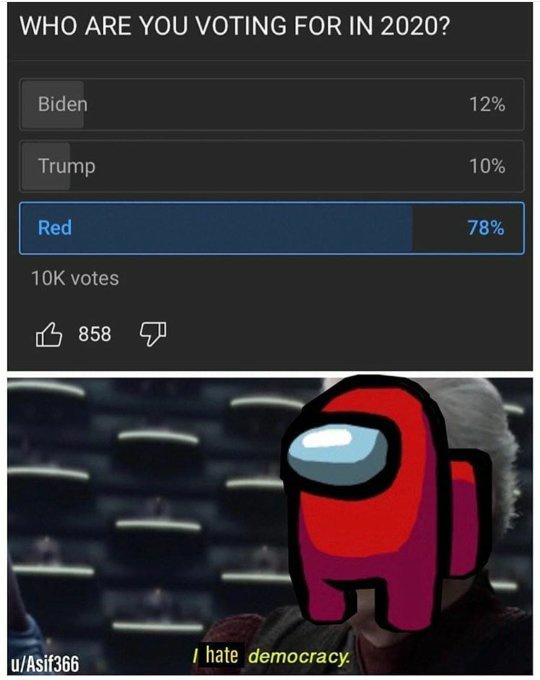 WHO ARE YOU VOTING FOR IN 2020?
Biden 12%
Trump 10%
Red 78%
10K votes
858
I hate democracy.
u/Asif366